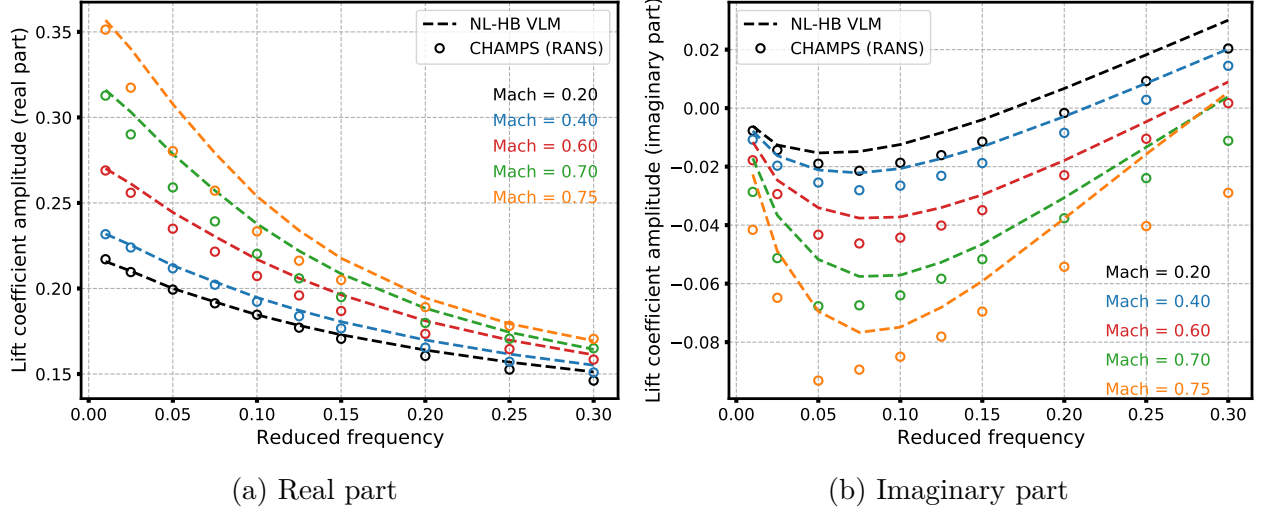 Lift coefficient amplitude (real part)
0.35
0.30
0.25
0.20
0.15
NL-HB VLM
CHAMPS (RANS)
Mach = 0.20
Mach = 0.40
Mach = 0.60
Mach = 0.70
Mach = 0.75
0.00 0.05 0.10 0.15 0.20 0.25 0.30
Reduced frequency
(a) Real part
Lift coefficient amplitude (imaginary part)
0.02
0.00
−0.02
−0.04
−0.06
−0.08
NL-HB VLM
CHAMPS (RANS)
Mach = 0.20
Mach = 0.40
Mach = 0.60
Mach = 0.70
Mach = 0.75
0.00 0.05 0.10 0.15 0.20 0.25 0.30
Reduced frequency
(b) Imaginary part